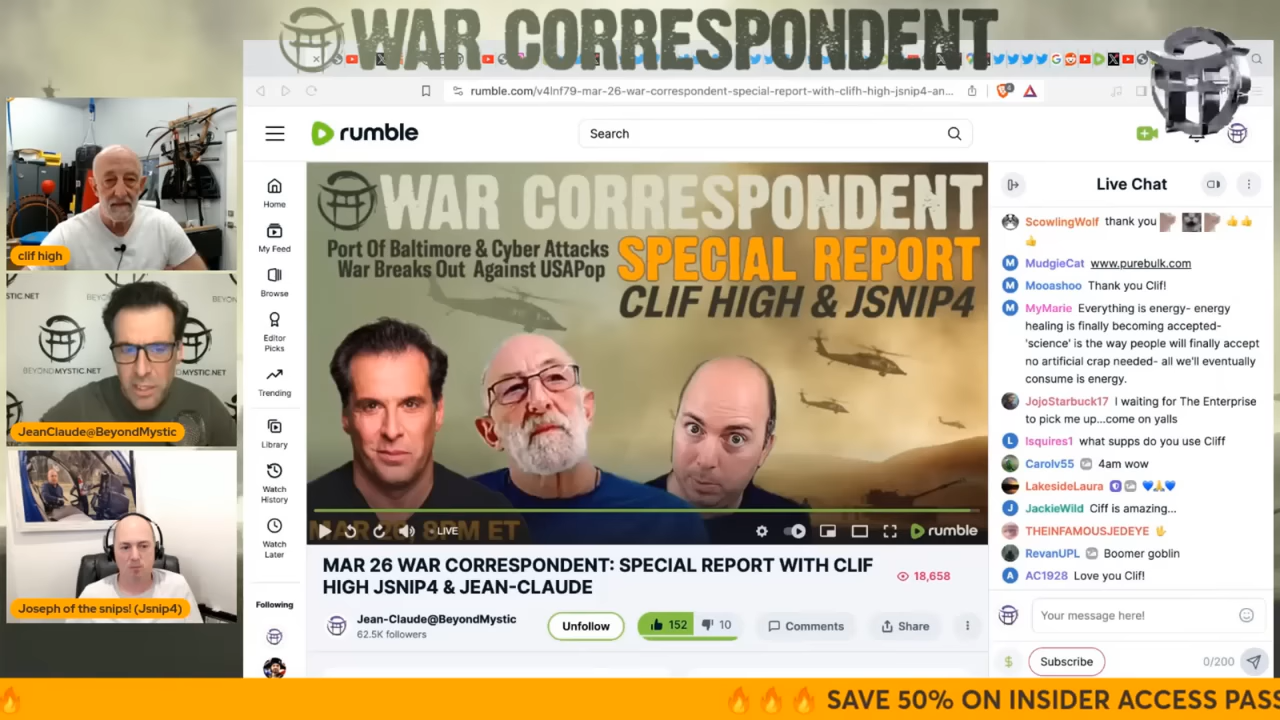 WAR CORRESPONDENT
rumble.com/v4lnf79-mar-26-war-correspondent-special-report-with-clifh-high-jsnip4-an...
rumble
Search
clif high
JeanClaude@BeyondMystic
Joseph of the snips! (Jsnip4)
BEYONDMYSTIC.NET
Home
My Feed
Browse
Editor
Picks
Trending
Library
Watch
History
Watch
Later
Following
WAR CORRESPONDENT
Port Of Baltimore & Cyber Attacks
War Breaks Out Against USAPop
SPECIAL REPORT
CLIF HIGH & JSNIP4
LIVE
rumble
MAR 26 WAR CORRESPONDENT: SPECIAL REPORT WITH CLIF
HIGH JSNIP4 & JEAN-CLAUDE
18,658
Jean-Claude@BeyondMystic
62.5K followers
Unfollow
152
10
Comments
Share
Live Chat
ScowlingWolf thank you
MudgieCat www.purebulk.com
Mooashoo Thank you Clif!
MyMarie Everything is energy- energy
healing is finally becoming accepted-
'science' is the way people will finally accept
no artificial crap needed- all we'll eventually
consume is energy.
JojoStarbuck17 I waiting for The Enterprise
to pick me up...come on yalls
lsquires1 what supps do you use Cliff
Carolv55 4am wow
LakesideLaura
JackieWild Ciff is amazing...
THEINFAMOUSJEDEYE
RevanUPL Boomer goblin
AC1928 Love you Clif!
Your message here!
Subscribe
0/200
SAVE 50% ON INSIDER ACCESS PASS